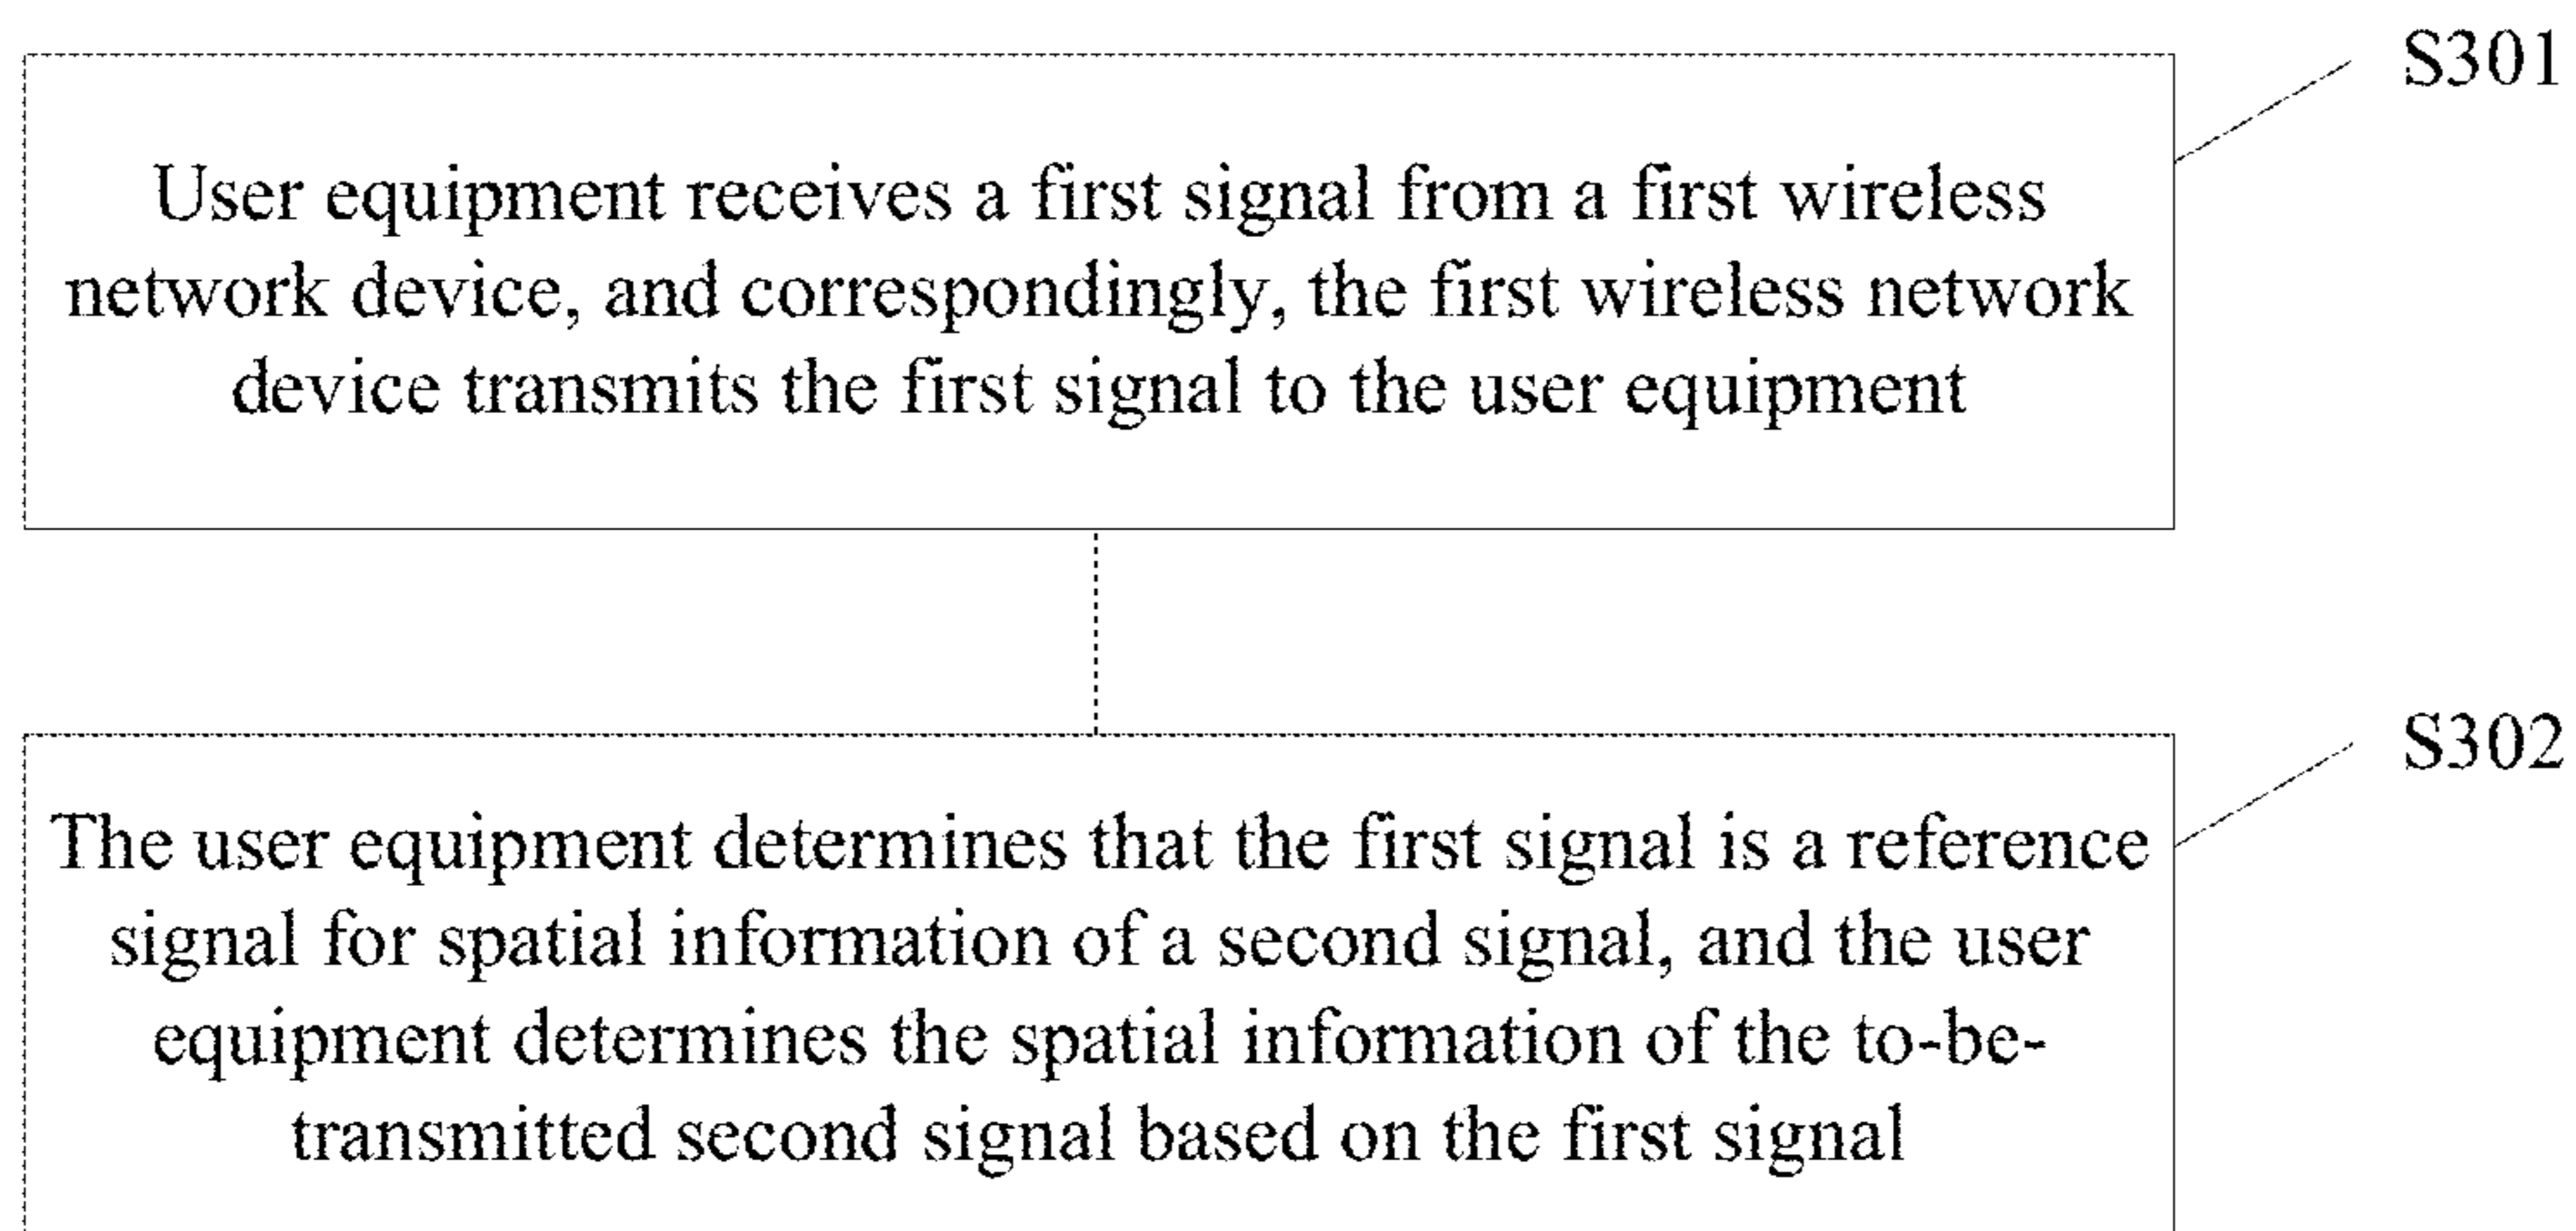 S301
User equipment receives a first signal from a first wireless
network device, and correspondingly, the first wireless network
device transmits the first signal to the user equipment
S302
The user equipment determines that the first signal is a reference
signal for spatial information of a second signal, and the user
equipment determines the spatial information of the to-be-
transmitted second signal based on the first signal